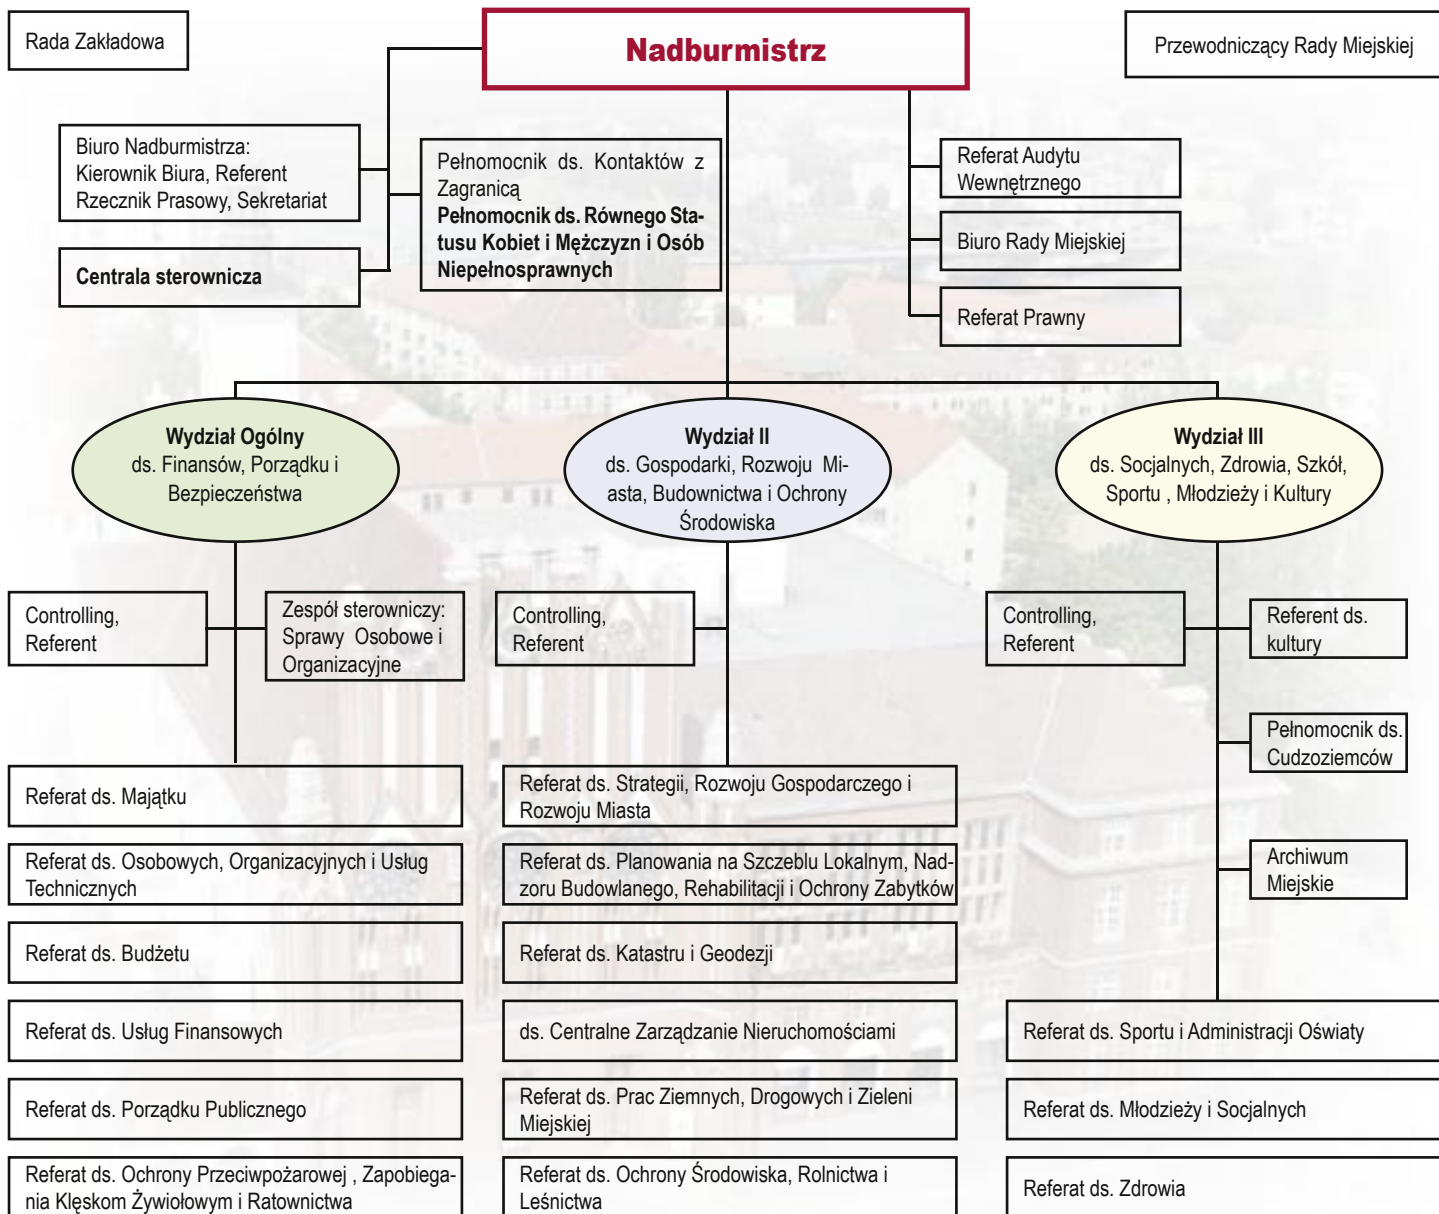 Rada Zakładowa
Nadburmistrz
Przewodniczący Rady Miejskiej
Biuro Nadburmistrza:
Kierownik Biura, Referent
Rzecznik Prasowy, Sekretariat
Centrala sterownicza
Pełnomocnik ds. Kontaktów z
Zagranicą
Pełnomocnik ds. Równego Sta-
tusu Kobiet i Mężczyzn i Osób
Niepełnosprawnych
Referat Audytu
Wewnętrznego
Biuro Rady Miejskiej
Referat Prawny
Wydział Ogólny
ds. Finansów, Porządku i
Bezpieczeństwa
Wydział II
ds. Gospodarki, Rozwoju Mi-
asta, Budownictwa i Ochrony
Środowiska
Wydział III
ds. Socjalnych, Zdrowia, Szkół,
Sportu , Młodzieży i Kultury
Controlling,
Referent
Zespół sterowniczy:
Sprawy Osobowe i
Organizacyjne
Controlling,
Referent
Controlling,
Referent
Referent ds.
kultury
Pełnomocnik ds.
Cudzoziemców
Archiwum
Miejskie
Referat ds. Majątku
Referat ds. Osobowych, Organizacyjnych i Usług
Technicznych
Referat ds. Budżetu
Referat ds. Usług Finansowych
Referat ds. Porządku Publicznego
Referat ds. Ochrony Przeciwpożarowej , Zapobiega-
nia Klęskom Żywiołowym i Ratownictwa
Referat ds. Strategii, Rozwoju Gospodarczego i
Rozwoju Miasta
Referat ds. Planowania na Szczeblu Lokalnym, Nad-
zoru Budowlanego, Rehabilitacji i Ochrony Zabytków
Referat ds. Katastru i Geodezji
ds. Centralne Zarządzanie Nieruchomościami
Referat ds. Prac Ziemnych, Drogowych i Zieleni
Miejskiej
Referat ds. Ochrony Środowiska, Rolnictwa i
Leśnictwa
Referat ds. Sportu i Administracji Oświaty
Referat ds. Młodzieży i Socjalnych
Referat ds. Zdrowia